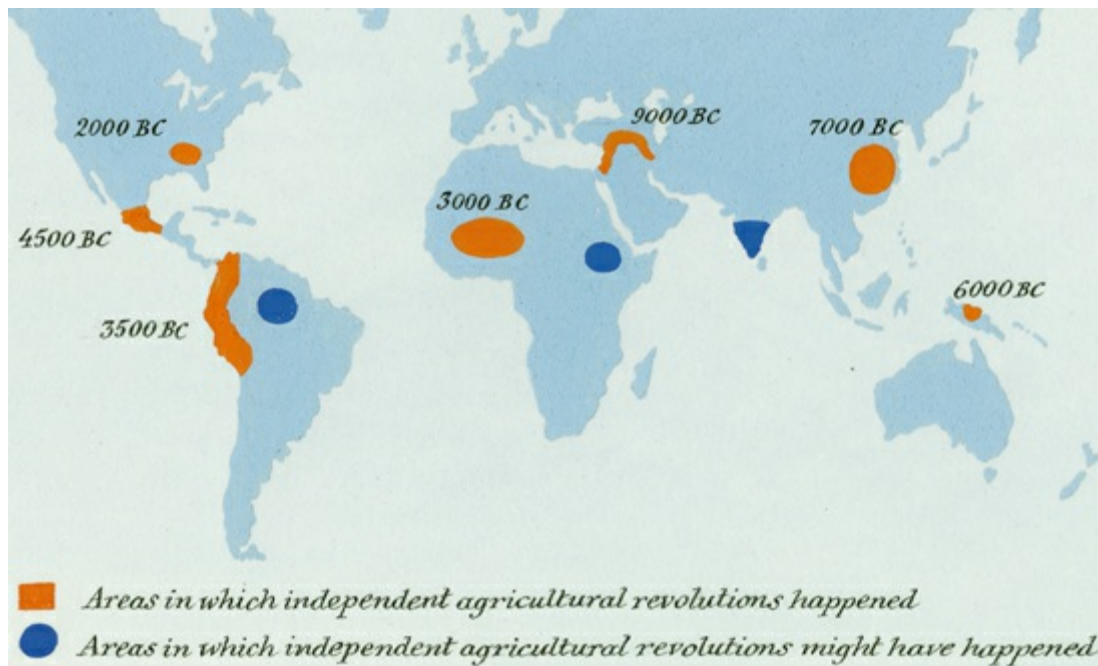 2000 BC
9000 BC
7000 BC
3000 BC
4500 BC
6000 BC
3500 BC
Areas in which independent agricultural revolutions happened
Areas in which independent agricultural revolutions might have happened